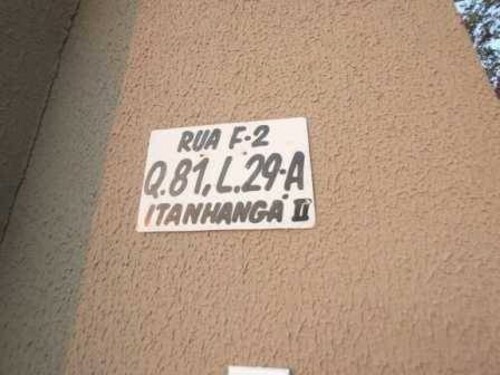 RUA F-2
Q.81, L.29-A
ITANHANGÁ II